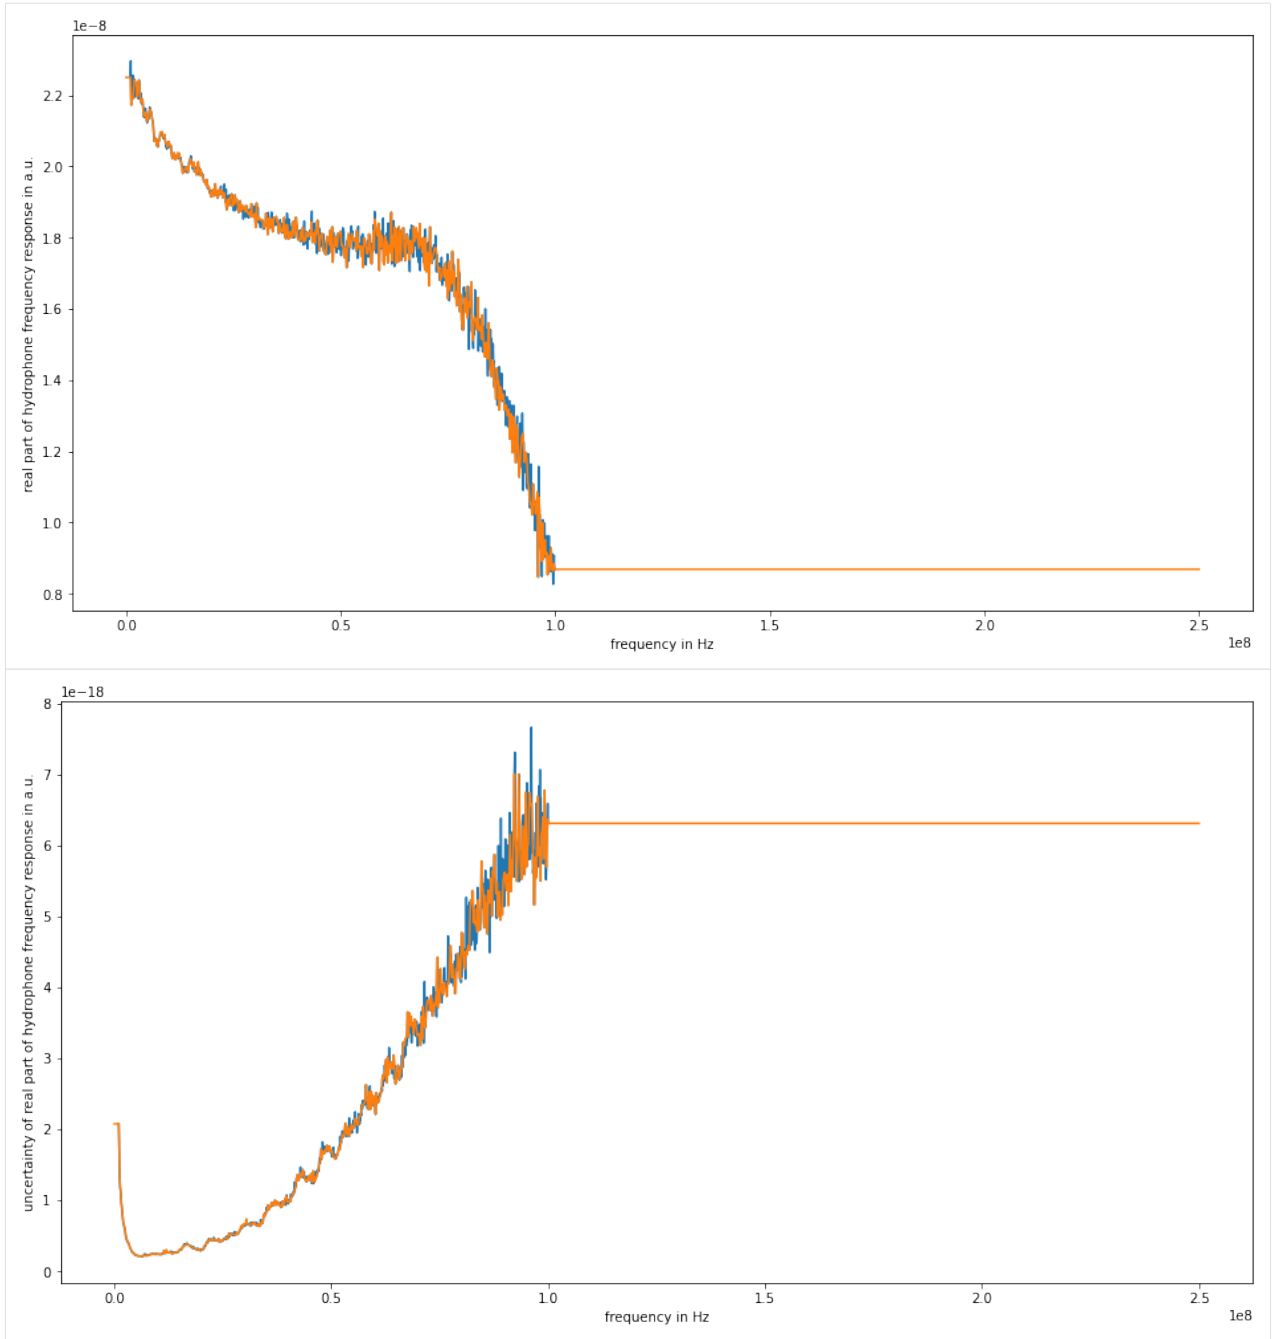 1e−8
2.2
2.0
1.8
1.6
1.4
1.2
1.0
0.8
real part of hydrophone frequency response in a.u.
0.0 0.5 1.0 1.5 2.0 2.5
frequency in Hz
1e8
1e−18
8
7
6
5
4
3
2
1
0
uncertainty of real part of hydrophone frequency response in a.u.
0.0 0.5 1.0 1.5 2.0 2.5
frequency in Hz
1e8